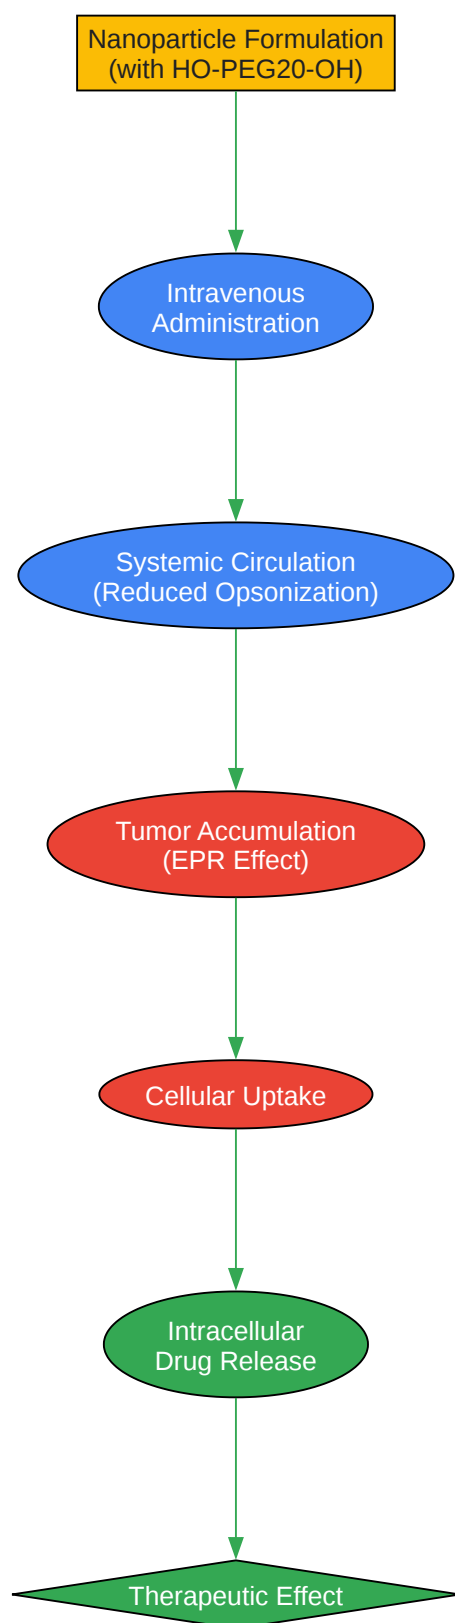 Nanoparticle Formulation
(with HO-PEG20-OH)
Intravenous
Administration
Systemic Circulation
(Reduced Opsonization)
Tumor Accumulation
(EPR Effect)
Cellular Uptake
Intracellular
Drug Release
Therapeutic Effect